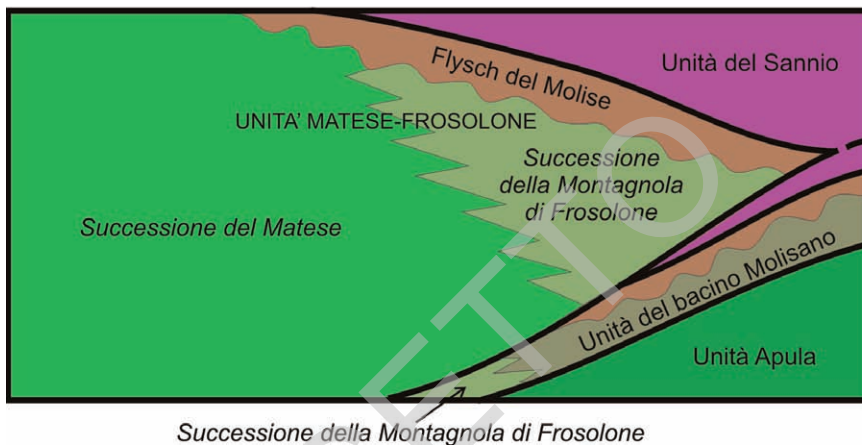 Unità del Sannio
Flysch del Molise
UNITA' MATESE-FROSOLONE
Successione
della Montagnola
di Frosolone
Successione del Matese
Unità del bacino Molisano
Unità Apula
Successione della Montagnola di Frosolone